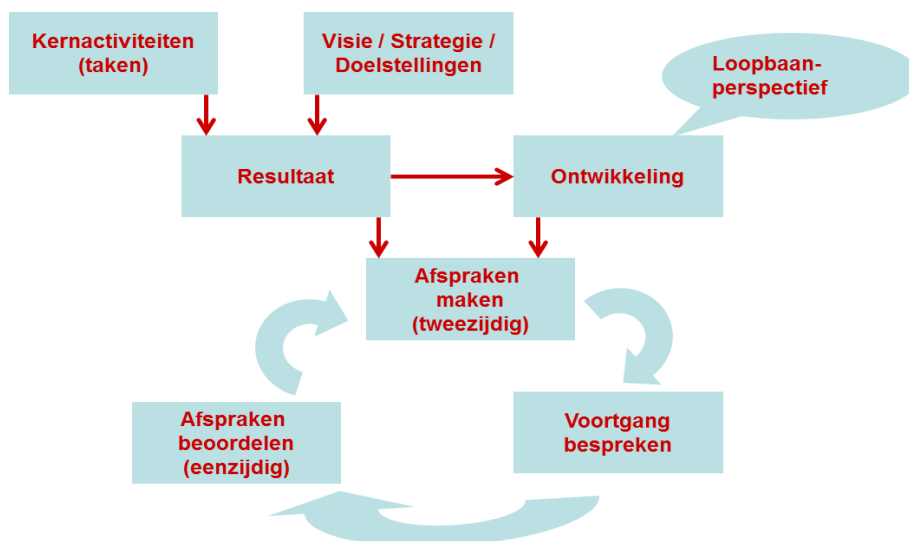 Kernactiviteiten
(taken)
Visie / Strategie /
Doelstellingen
Loopbaan-
perspectief
Resultaat
Ontwikkeling
Afspraken
maken
(tweezijdig)
Afspraken
beoordelen
(eenzijdig)
Voortgang
bespreken